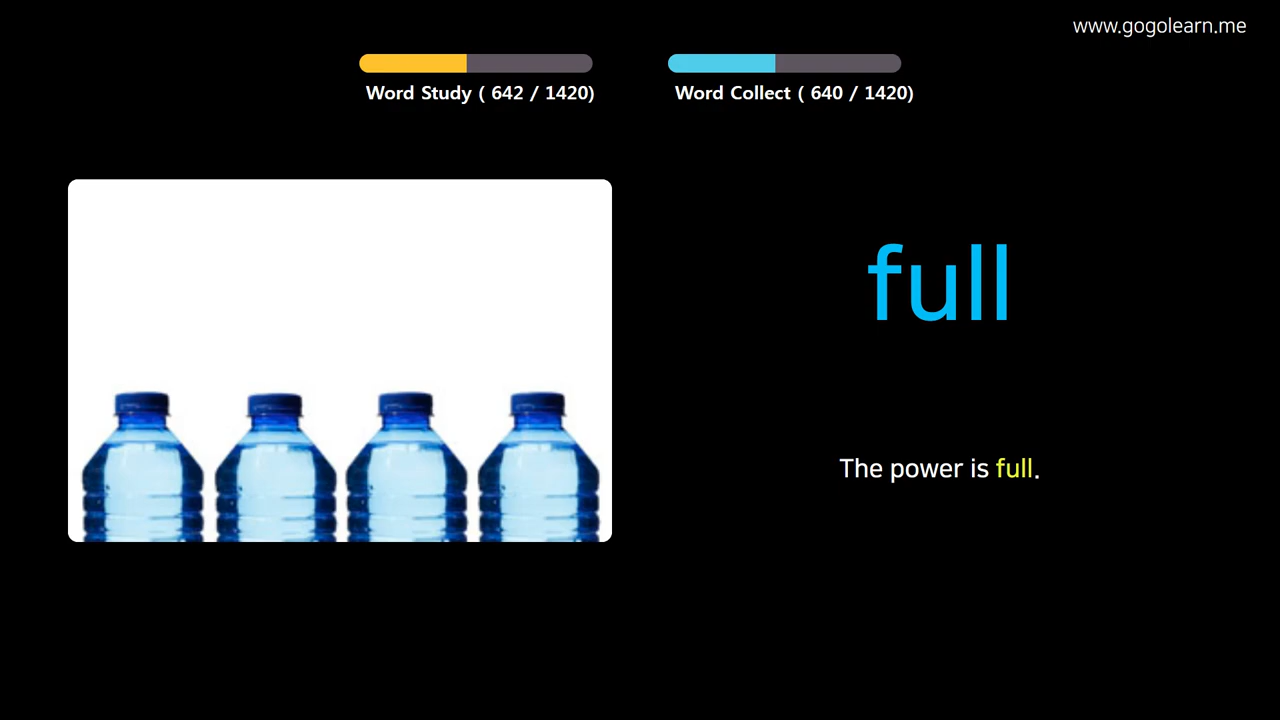 www.gogolearn.me
Word Study ( 642 / 1420)
Word Collect ( 640 / 1420)
full
The power is full.